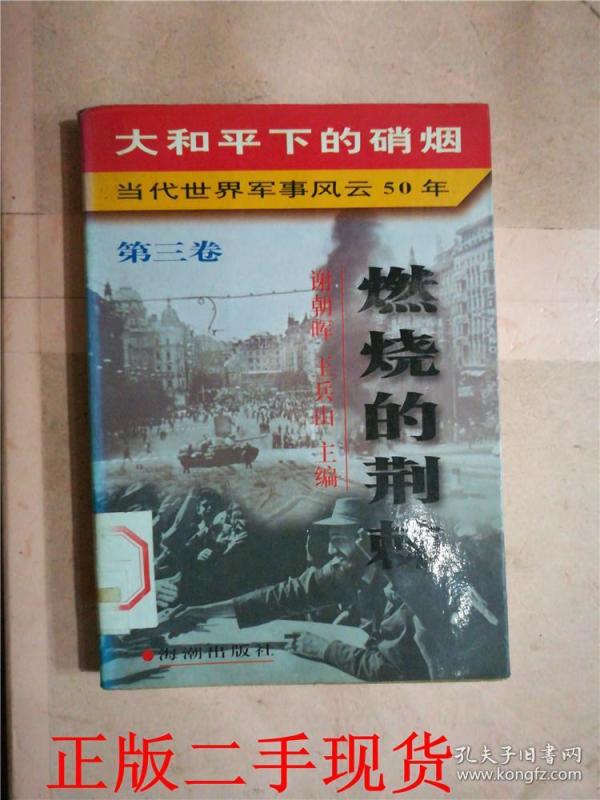 大和平下的硝烟
当代世界军事风云50年
第三卷
燃烧的荆棘
谢朝晖 王兵山 主编
海潮出版社
正版二手现货
孔夫子旧书网
www.kongfz.com